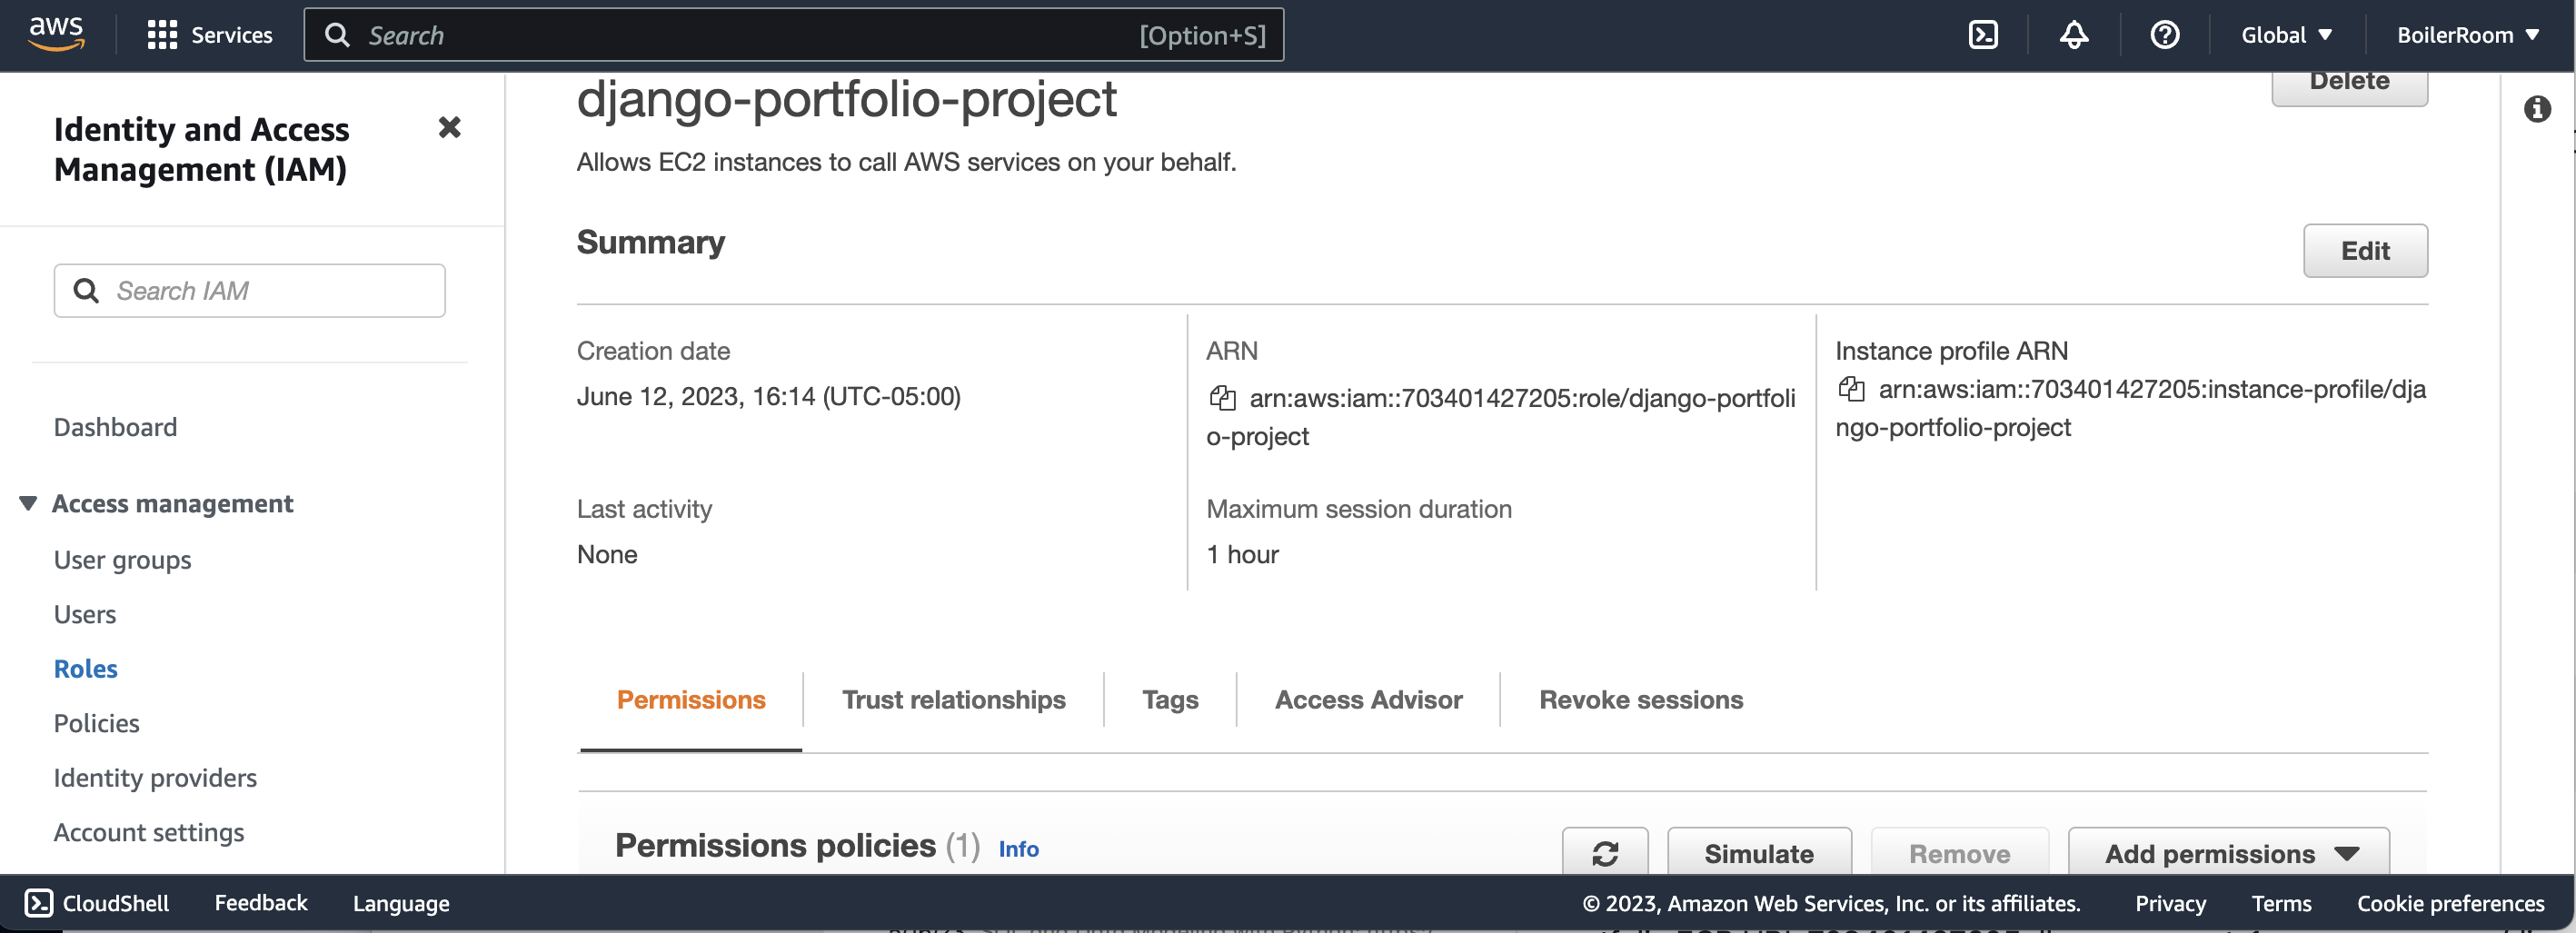 aws
Services
Search
[Option+S]
Global
BoilerRoom
Identity and Access
Management (IAM)
Search IAM
Dashboard
Access management
User groups
Users
Roles
Policies
Identity providers
Account settings
django-portfolio-project
Delete
Allows EC2 instances to call AWS services on your behalf.
Summary
Edit
Creation date
June 12, 2023, 16:14 (UTC-05:00)
ARN
arn:aws:iam::703401427205:role/django-portfoli
o-project
Instance profile ARN
arn:aws:iam::703401427205:instance-profile/dja
ngo-portfolio-project
Last activity
None
Maximum session duration
1 hour
Permissions
Trust relationships
Tags
Access Advisor
Revoke sessions
Permissions policies (1) Info
Simulate
Remove
Add permissions
CloudShell
Feedback
Language
© 2023, Amazon Web Services, Inc. or its affiliates.
Privacy
Terms
Cookie preferences